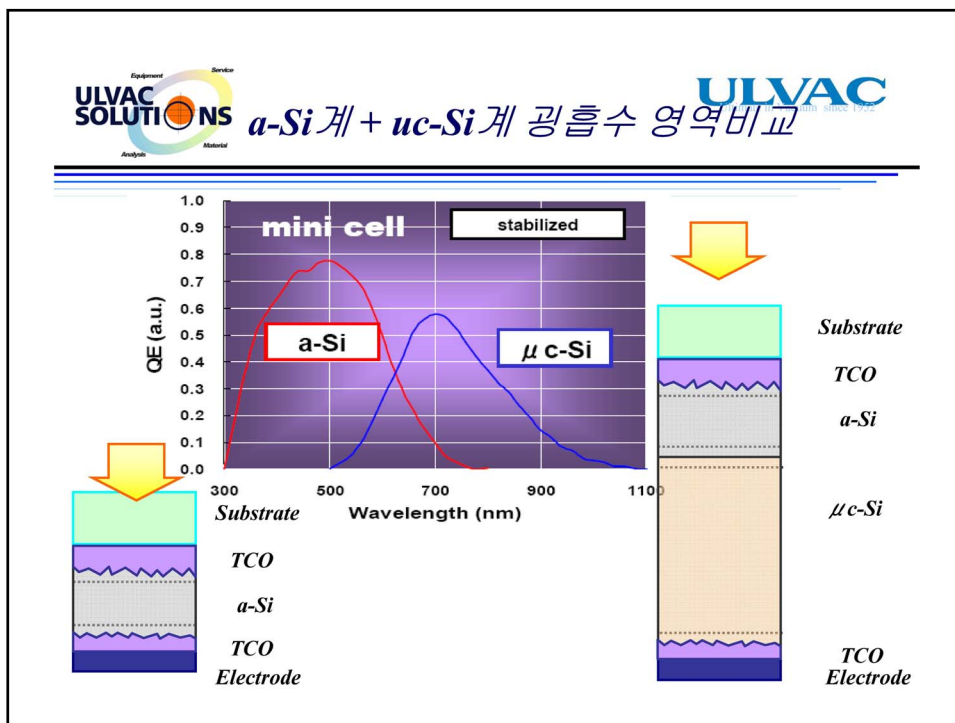 Equipment
Service
ULVAC
SOLUTIONS
Analysis
Material
ULVAC
since 1952
a-Si계 + uc-Si계 굉흡수 영역비교
1.0
0.9
0.8
0.7
0.6
0.5
0.4
0.3
0.2
0.1
0.0
QE (a.u.)
mini cell
stabilized
a-Si
μ c-Si
300
500
700
900
1100
Wavelength (nm)
Substrate
TCO
a-Si
TCO
Electrode
Substrate
TCO
a-Si
μ c-Si
TCO
Electrode